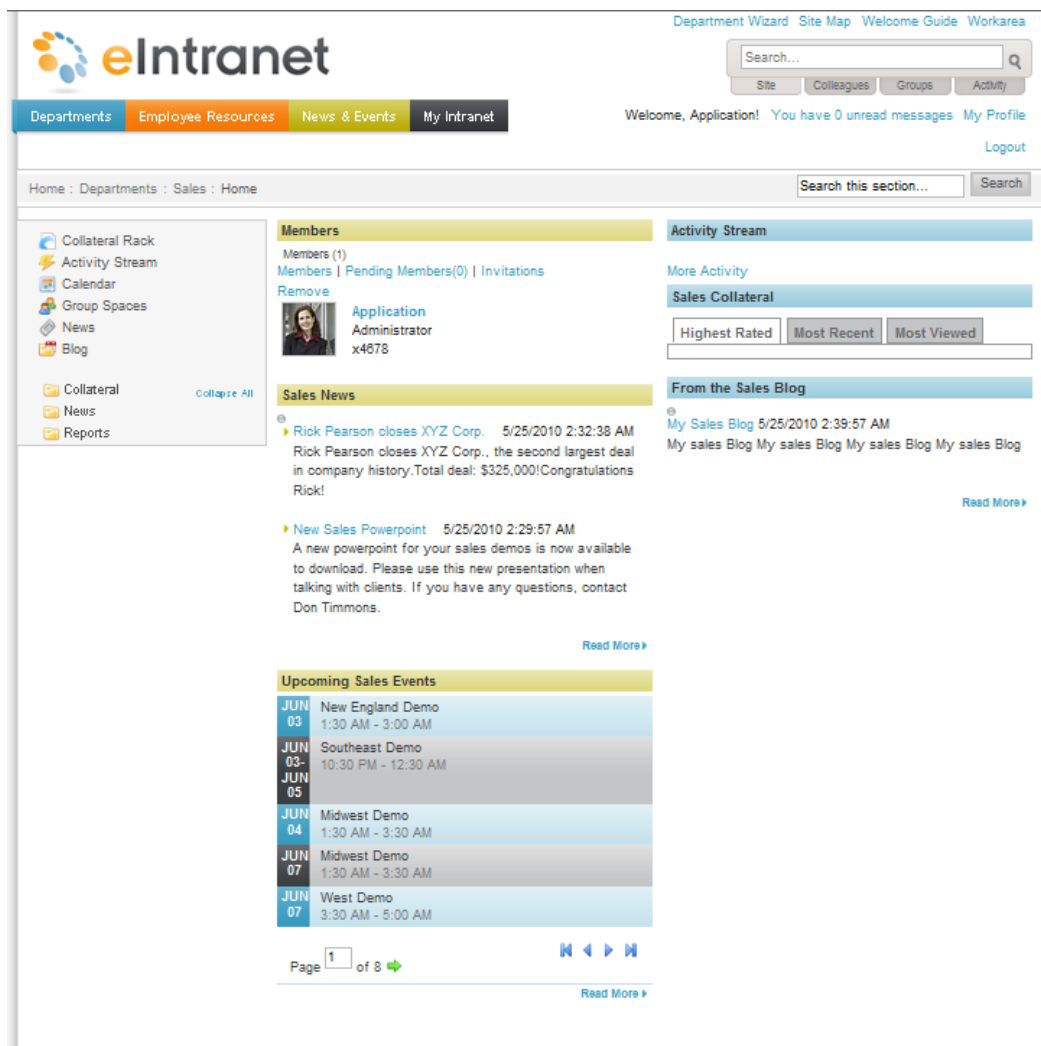 Department Wizard Site Map Welcome Guide Workarea
eIntranet
Search...
Site Colleagues Groups Activity
Departments Employee Resources News & Events My Intranet
Welcome, Application! You have 0 unread messages My Profile
Logout
Home : Departments : Sales : Home
Search this section... Search
Collateral Rack
Activity Stream
Calendar
Group Spaces
News
Blog
Collateral Collapse All
News
Reports
Members
Members (1)
Members | Pending Members(0) | Invitations
Remove
Application
Administrator
x4678
Sales News
Rick Pearson closes XYZ Corp. 5/25/2010 2:32:38 AM
Rick Pearson closes XYZ Corp., the second largest deal
in company history.Total deal: $325,000!Congratulations
Rick!
New Sales Powerpoint 5/25/2010 2:29:57 AM
A new powerpoint for your sales demos is now available
to download. Please use this new presentation when
talking with clients. If you have any questions, contact
Don Timmons.
Read More
Upcoming Sales Events
JUN 03 New England Demo
1:30 AM - 3:00 AM
JUN 03- JUN 05 Southeast Demo
10:30 PM - 12:30 AM
JUN 04 Midwest Demo
1:30 AM - 3:30 AM
JUN 07 Midwest Demo
1:30 AM - 3:30 AM
JUN 07 West Demo
3:30 AM - 5:00 AM
Page 1 of 8
Read More
Activity Stream
More Activity
Sales Collateral
Highest Rated Most Recent Most Viewed
From the Sales Blog
My Sales Blog 5/25/2010 2:39:57 AM
My sales Blog My sales Blog My sales Blog My sales Blog
Read More